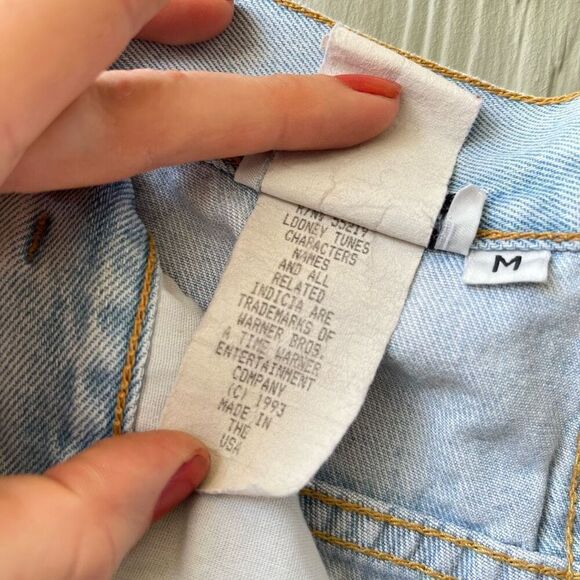 LOONEY TUNES
CHARACTERS
NAMES
AND ALL
RELATED
INDICIA ARE
TRADEMARKS OF
WARNER BROS.
A TIME WARNER
ENTERTAINMENT
COMPANY
(C) 1993
MADE IN
THE
USA
M